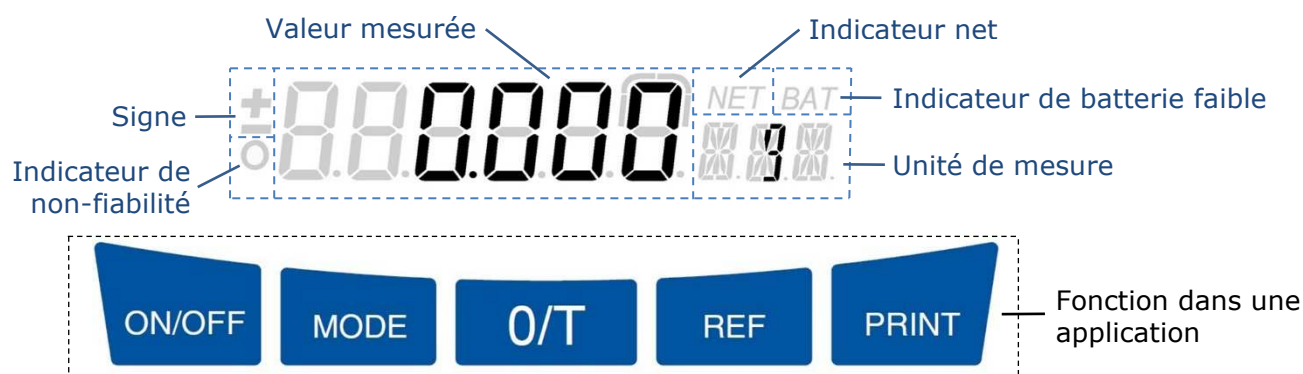 Valeur mesurée
Indicateur net
Signe
0.000
NET BAT
Indicateur de batterie faible
Indicateur de
non-fiabilité
Unité de mesure
ON/OFF
MODE
0/T
REF
PRINT
Fonction dans une
application